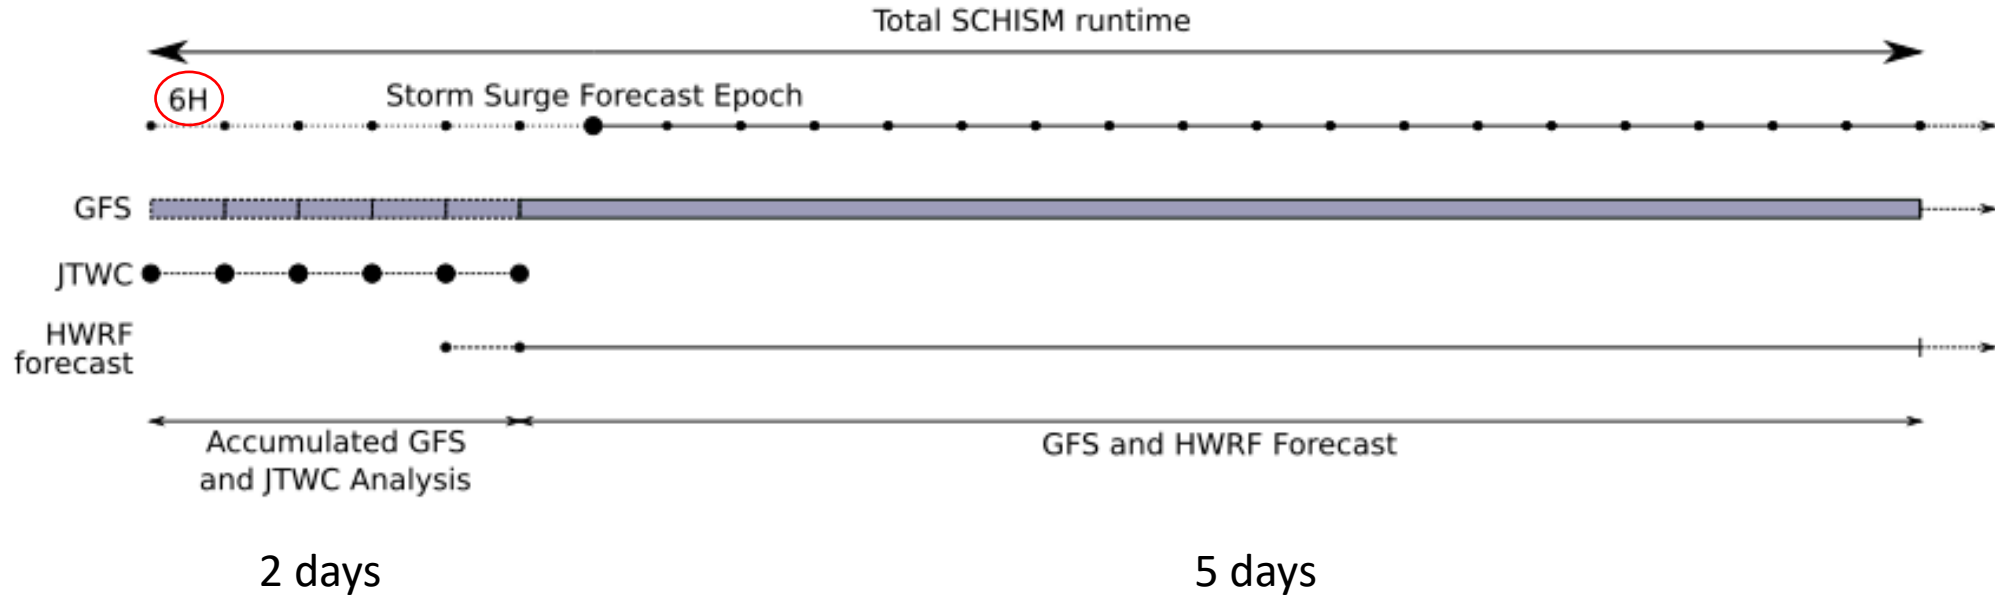 Total SCHISM runtime
6H
Storm Surge Forecast Epoch
GFS
JTWC
HWRF
forecast
Accumulated GFS
and JTWC Analysis
GFS and HWRF Forecast
2 days
5 days